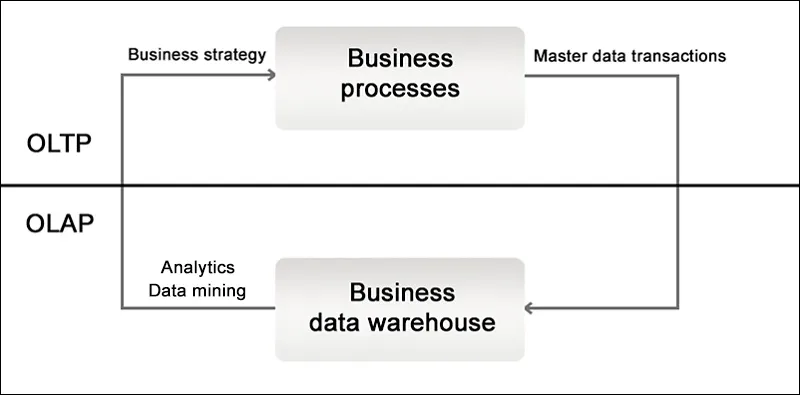 Business strategy
Business
processes
Master data transactions
OLTP
OLAP
Analytics
Data mining
Business
data warehouse